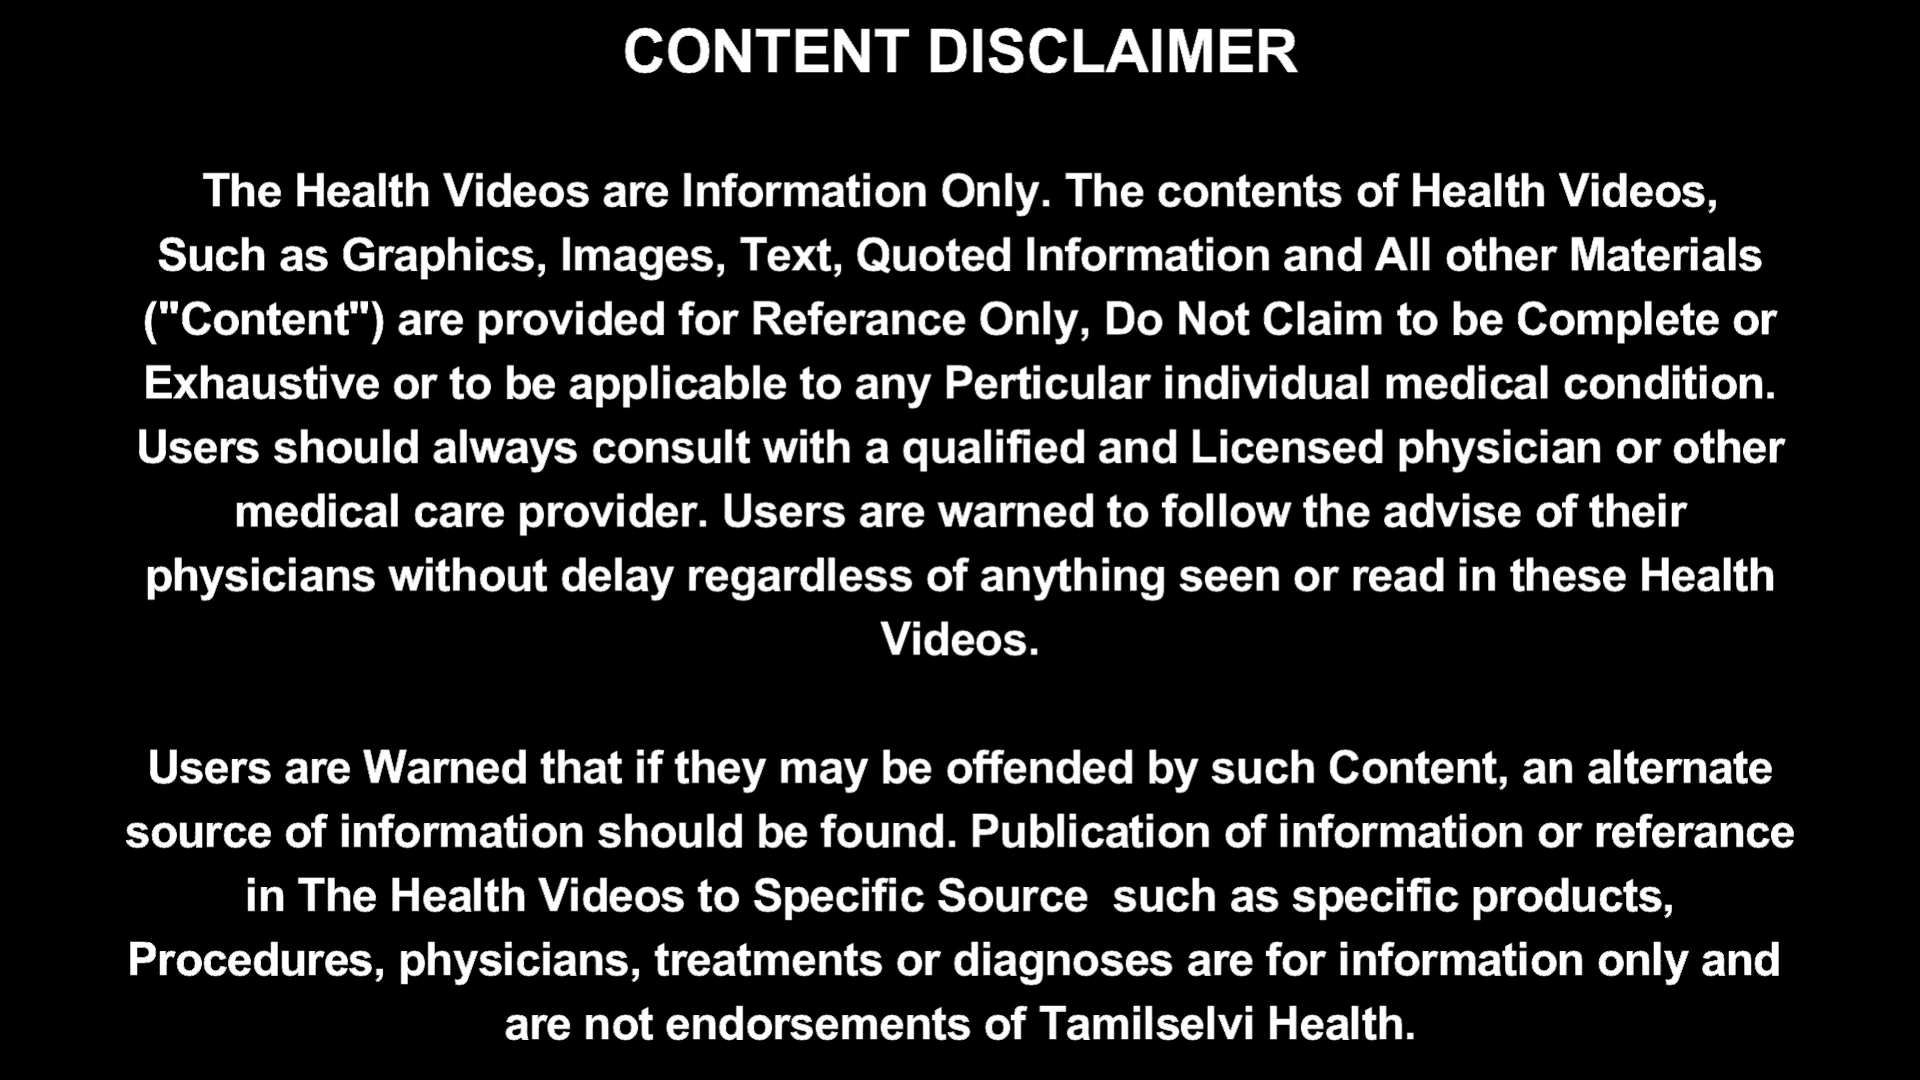 CONTENT DISCLAIMER
The Health Videos are Information Only. The contents of Health Videos,
Such as Graphics, Images, Text, Quoted Information and All other Materials
("Content") are provided for Referance Only, Do Not Claim to be Complete or
Exhaustive or to be applicable to any Perticular individual medical condition.
Users should always consult with a qualified and Licensed physician or other
medical care provider. Users are warned to follow the advise of their
physicians without delay regardless of anything seen or read in these Health
Videos.
Users are Warned that if they may be offended by such Content, an alternate
source of information should be found. Publication of information or referance
in The Health Videos to Specific Source  such as specific products,
Procedures, physicians, treatments or diagnoses are for information only and
are not endorsements of Tamilselvi Health.